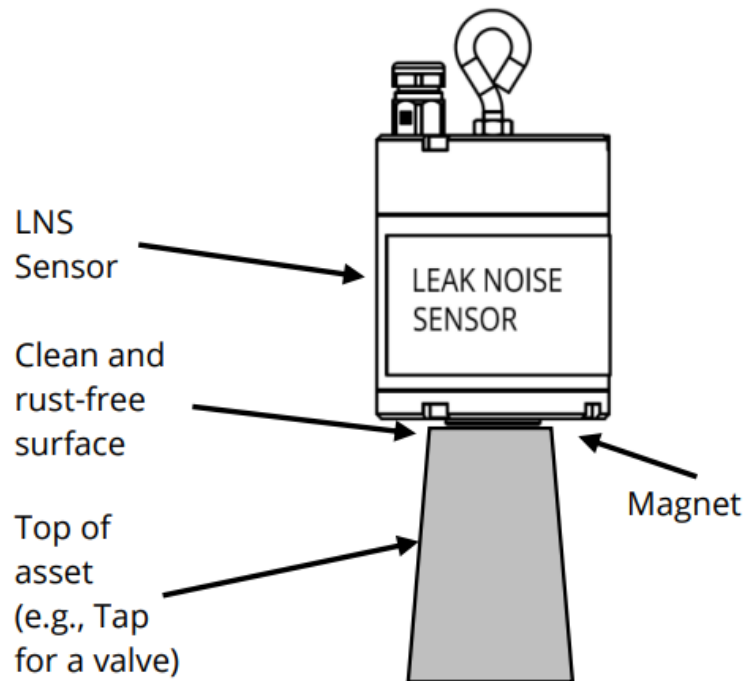 LNS
Sensor
LEAK NOISE
SENSOR
Clean and
rust-free
surface
Magnet
Top of
asset
(e.g., Tap
for a valve)